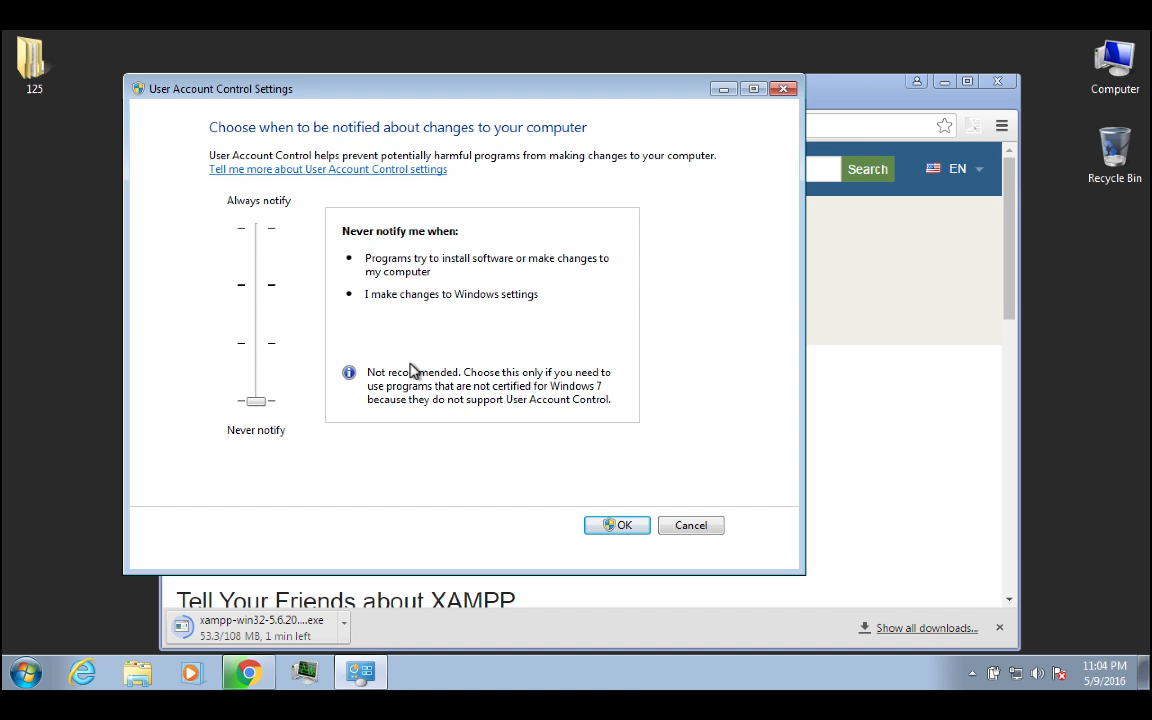 125
Computer
Recycle Bin
User Account Control Settings
Choose when to be notified about changes to your computer
User Account Control helps prevent potentially harmful programs from making changes to your computer.
Tell me more about User Account Control settings
Always notify
Never notify me when:
Programs try to install software or make changes to
my computer
I make changes to Windows settings
Not recommended. Choose this only if you need to
use programs that are not certified for Windows 7
because they do not support User Account Control.
Never notify
OK
Cancel
Search
EN
Tell Your Friends about XAMPP
xampp-win32-5.6.20....exe
53.3/108 MB, 1 min left
Show all downloads...
11:04 PM
5/9/2016